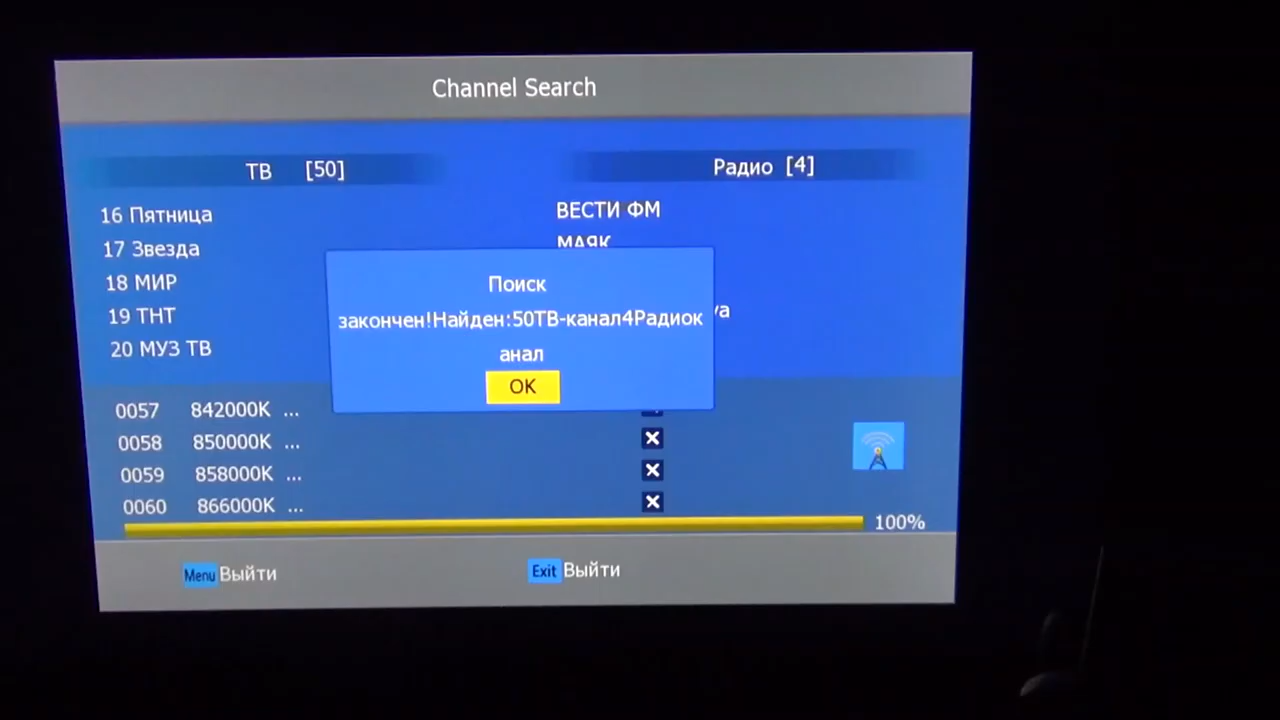 Channel Search
ТВ [50]
Радио [4]
16 Пятница
17 Звезда
18 МИР
19 ТНТ
20 МУЗ ТВ
ВЕСТИ ФМ
МАЯК
Поиск
закончен!Найден:50ТВ-канал4Радиок
анал
OK
0057 842000K ...
0058 850000K ...
0059 858000K ...
0060 866000K ...
100%
Menu Выйти
Exit Выйти